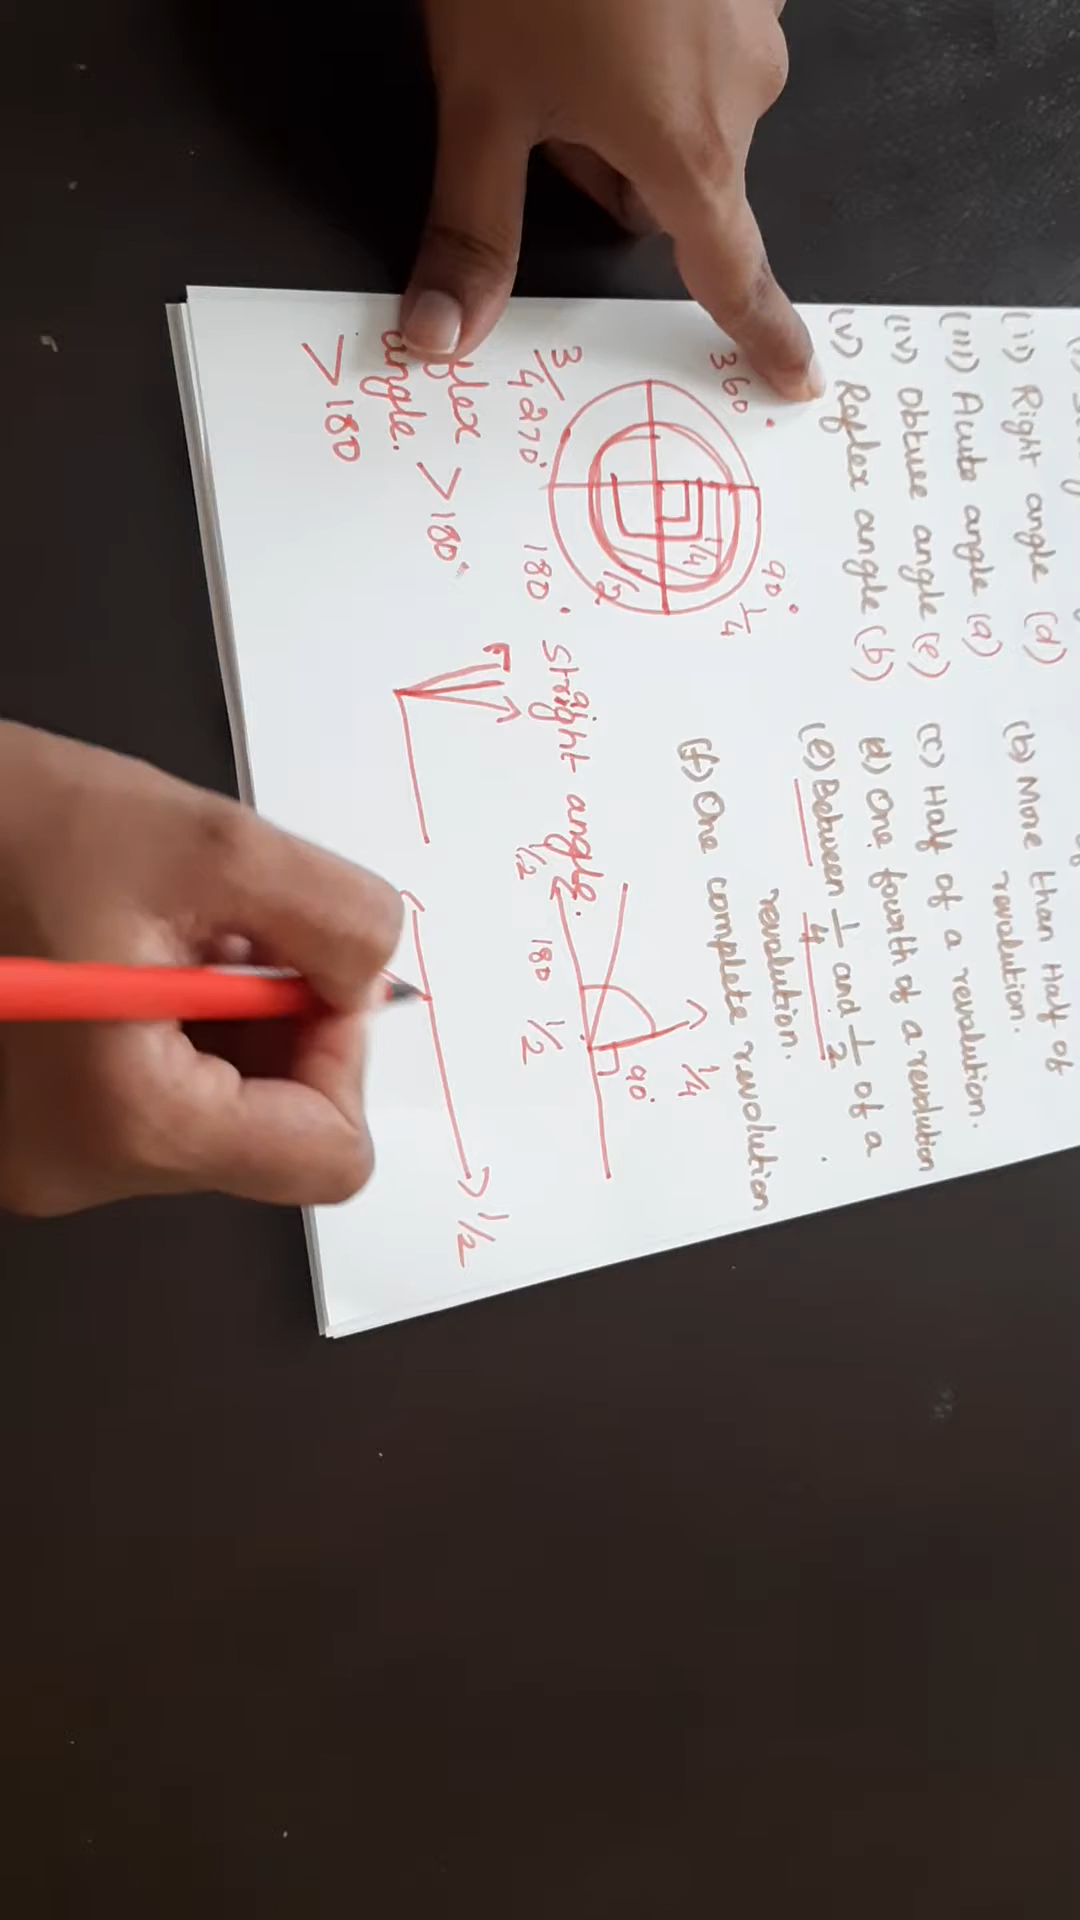 (ii) Right angle (d)
(iii) Acute angle (a)
(iv) Obtuse angle (e)
(v) Reflex angle (b)
(b) More than Half of
revolution.
(c) Half of a revolution.
d) One fourth of a revolution
(e) Between 1/4 and 1/2 of a
revolution.
(f) One complete revolution
360°
90°
1/4
1/4
1/2
3/4
270°
180°
straight angle.
flex > 180°
angle.
> 180
1/2
180
1/2
90°
1/4
1/2